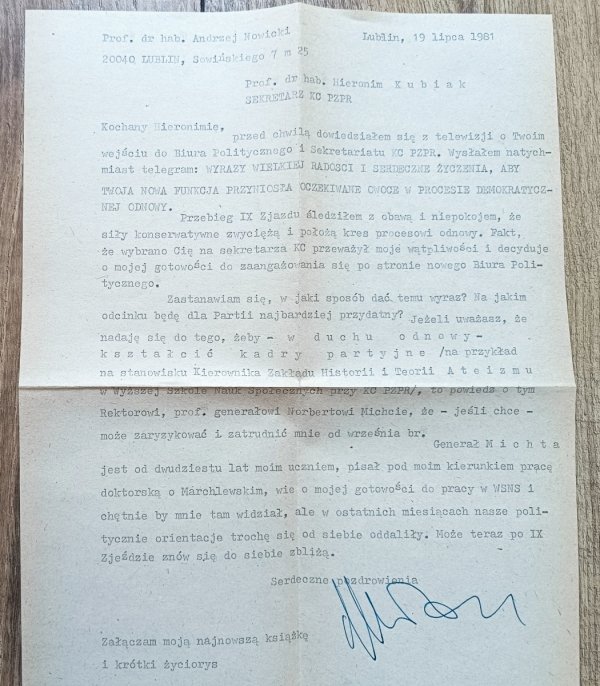 Prof. dr hab. Andrzej Nowicki
Lublin, 19 lipca 1981
20040 LUBLIN, Sowińskiego 7 m 25
Prof. dr hab. Hieronim K u b i a k
SEKRETARZ KC PZPR
Kochany Hieronimie,
przed chwilą dowiedziałem się z telewizji o Twoim
wejściu do Biura Politycznego i Sekretariatu KC PZPR. Wysłałem natych-
miast telegram: WYRAZY WIELKIEJ RADOSCI I SERDECZNE ŻYCZENIA, ABY
TWOJA NOWA FUNKCJA PRZYNIOSŁA OCZEKIWANE OWOCE W PROCESIE DEMOKRATYCZ-
NEJ ODNOWY.
Przebieg IX Zjazdu śledziłem z obawą i niepokojem, że
siły konserwatywne zwyciężą i położą kres procesowi odnowy. Fakt,
że wybrano Cię na sekretarza KC przeważył moje wątpliwości i decyduje
o mojej gotowości do zaangażowania się po stronie nowego Biura Poli-
tycznego.
Zastanawiam się, w jaki sposób dać temu wyraz? Na jakim
odcinku będę dla Partii najbardziej przydatny? Jeżeli uważasz, że
nadaję się do tego, żeby - w d u c h u o d n o w y -
k s z t a ł c i ć k a d r y p a r t y j n e /na przykład
na stanowisku Kierownika Zakładu Historii i Teorii A t e i z m u
w Wyższej Szkole Nauk Społecznych przy KC PZPR/, to powiedz o tym
Rektorowi, prof. generałowi Norbertowi Michcie, że - jeśli chce -
może zaryzykować i zatrudnić mnie od września br.
Generał M i c h t a
jest od dwudziestu lat moim uczniem, pisał pod moim kierunkiem pracę
doktorską o Marchlewskim, wie o mojej gotowości do pracy w WSNS i
chętnie by mnie tam widział, ale w ostatnich miesiącach nasze poli-
tycznie orientacje trochę się od siebie oddaliły. Może teraz po IX
Zjeździe znów się do siebie zbliżą.
Serdeczne pozdrowienia
Załączam moją najnowszą książkę
i krótki życiorys